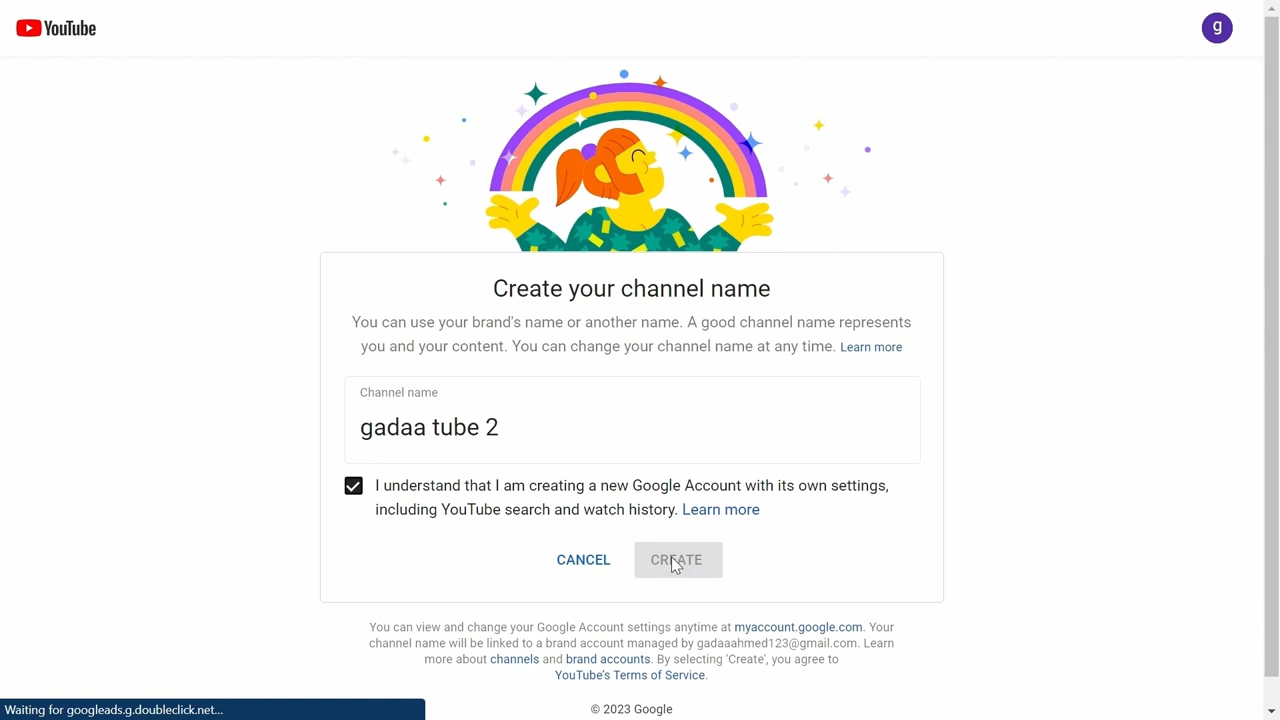 YouTube
g
Create your channel name
You can use your brand's name or another name. A good channel name represents
you and your content. You can change your channel name at any time. Learn more
Channel name
gadaa tube 2
I understand that I am creating a new Google Account with its own settings,
including YouTube search and watch history. Learn more
CANCEL
CREATE
You can view and change your Google Account settings anytime at myaccount.google.com. Your
channel name will be linked to a brand account managed by gadaaahmed123@gmail.com. Learn
more about channels and brand accounts. By selecting 'Create', you agree to
YouTube's Terms of Service.
© 2023 Google
Waiting for googleads.g.doubleclick.net...